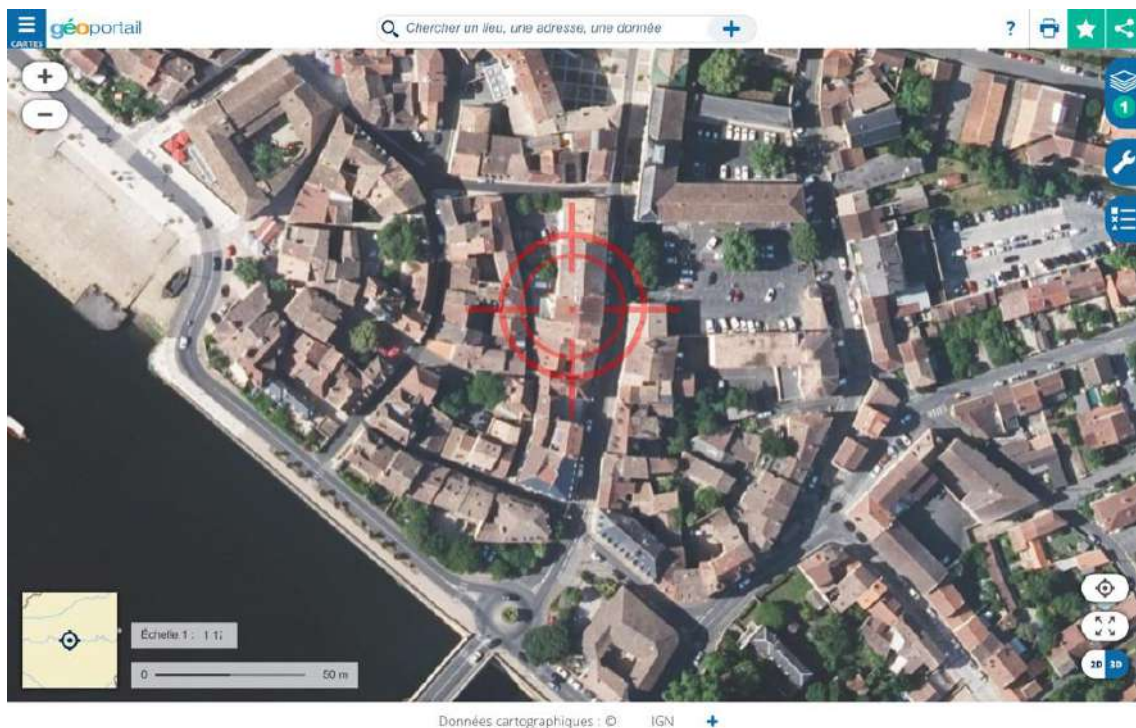 CARTES
géoportail
Chercher un lieu, une adresse, une donnée
?
1
Échelle 1 :
0 50 m
2D 3D
Données cartographiques : © IGN